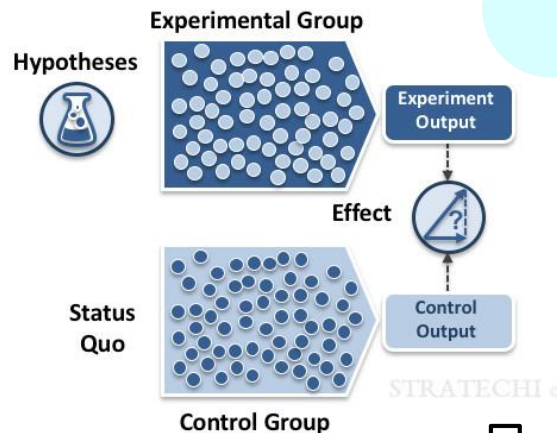 Experimental Group
Hypotheses
Experiment
Output
Effect
?
Status
Quo
Control
Output
STRATECHI
Control Group